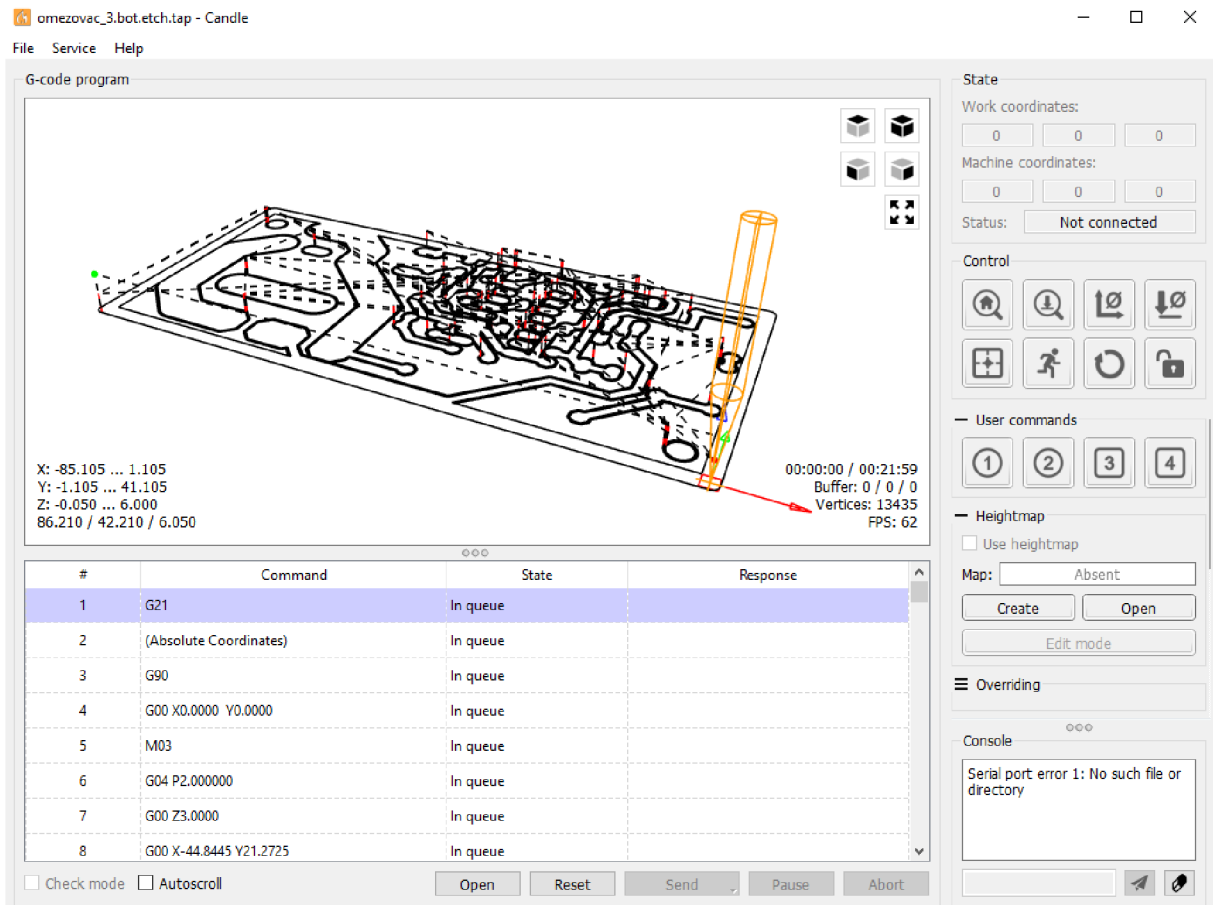 omezovac_3.bot.etch.tap - Candle
File Service Help
G-code program
X: -85.105 ... 1.105
Y: -1.105 ... 41.105
Z: -0.050 ... 6.000
86.210 / 42.210 / 6.050
00:00:00 / 00:21:59
Buffer: 0 / 0 / 0
Vertices: 13435
FPS: 62
# Command State Response
1 G21 In queue
2 (Absolute Coordinates) In queue
3 G90 In queue
4 G00 X0.0000 Y0.0000 In queue
5 M03 In queue
6 G04 P2.000000 In queue
7 G00 Z3.0000 In queue
8 G00 X-44.8445 Y21.2725 In queue
Check mode Autoscroll Open Reset Send Pause Abort
State
Work coordinates:
0 0 0
Machine coordinates:
0 0 0
Status: Not connected
Control
User commands
1 2 3 4
Heightmap
Use heightmap
Map: Absent
Create Open
Edit mode
Overriding
Console
Serial port error 1: No such file or
directory